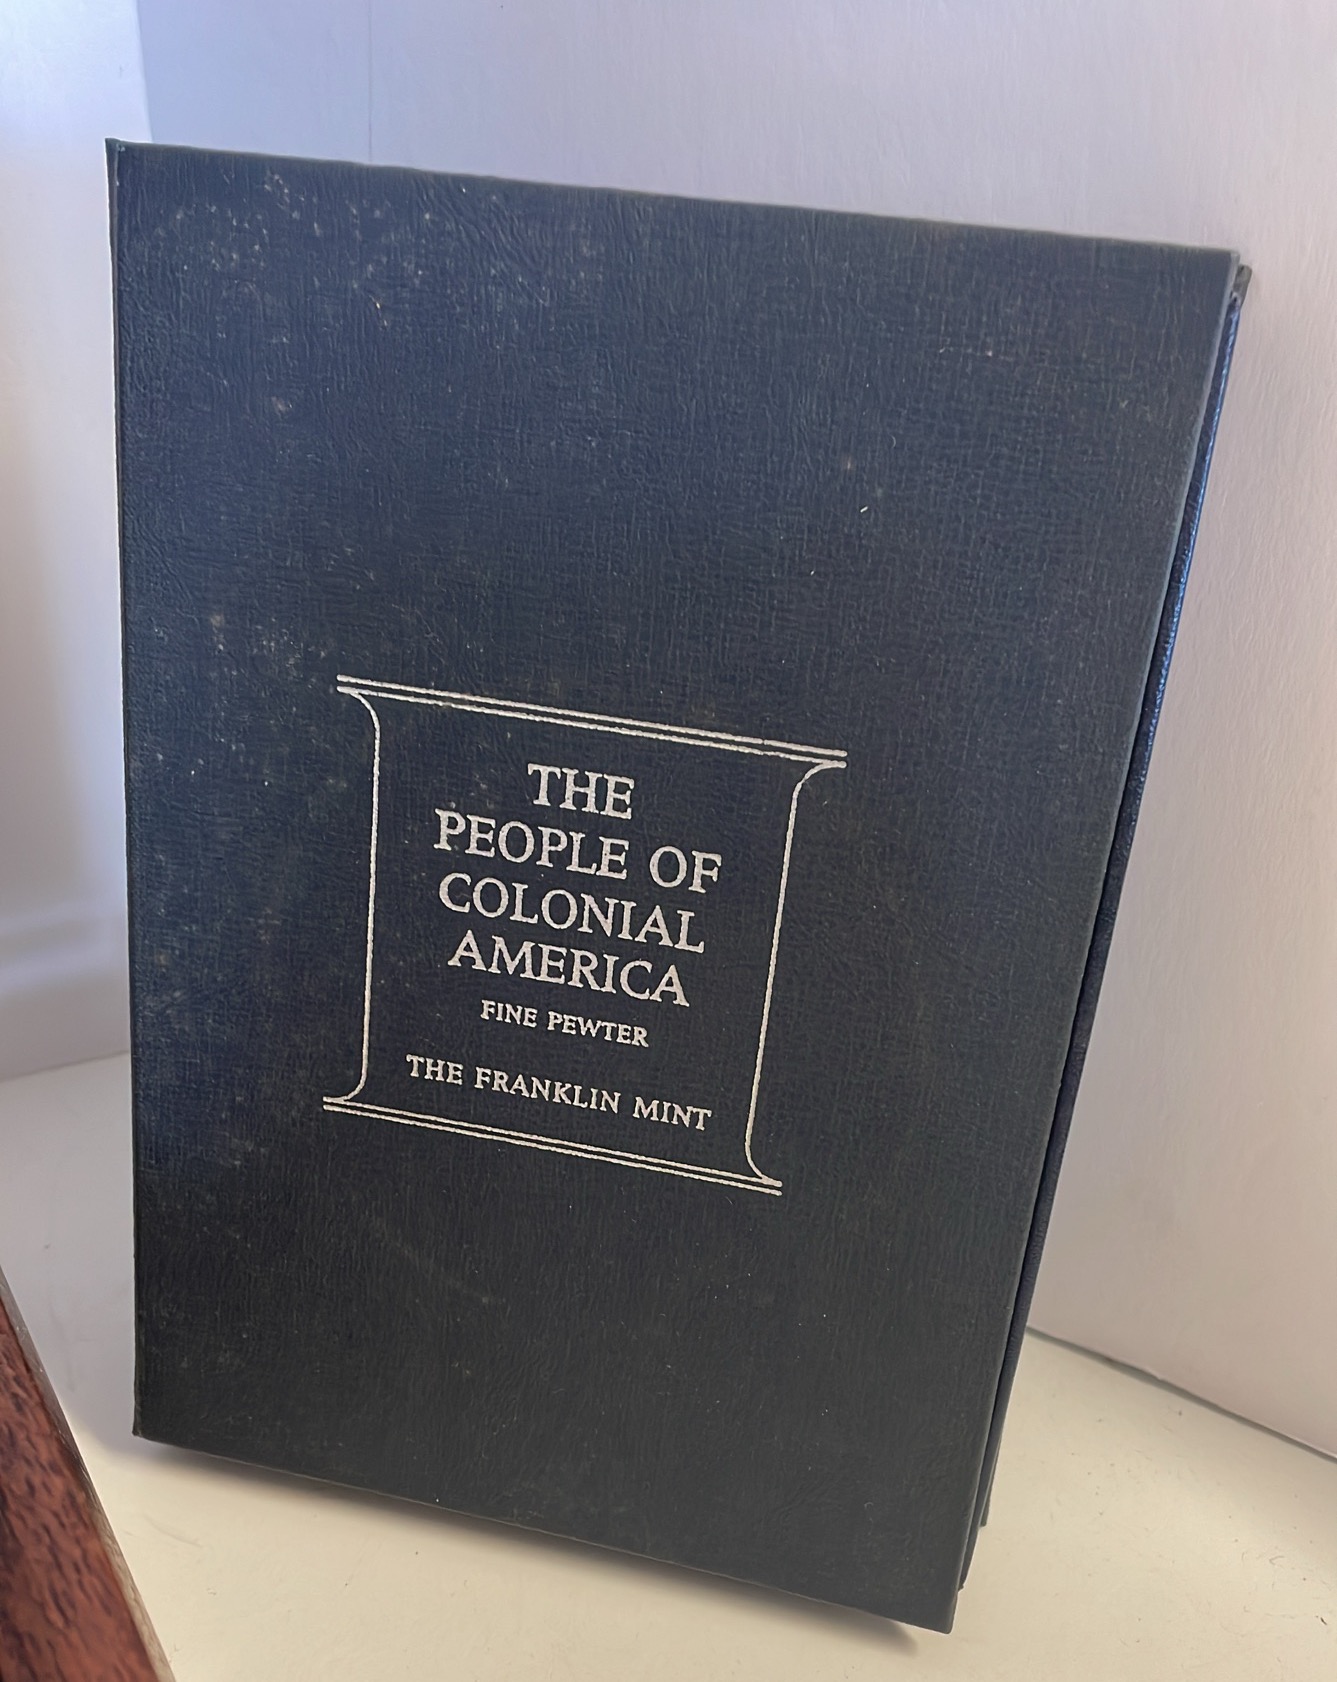 THE
PEOPLE OF
COLONIAL
AMERICA
FINE PEWTER
THE FRANKLIN MINT